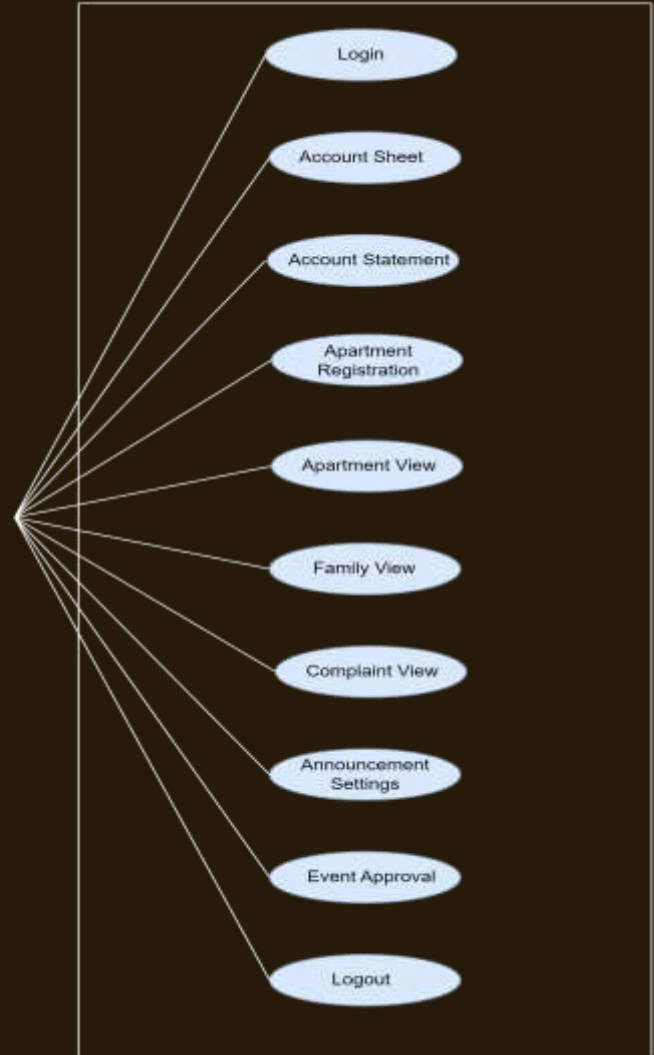 Login
Account Sheet
Account Statement
Apartment
Registration
Apartment View
Family View
Complaint View
Announcement
Settings
Event Approval
Logout